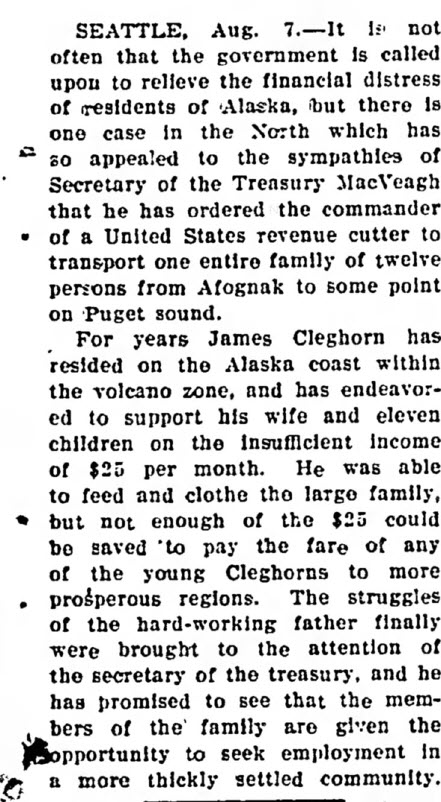 SEATTLE, Aug. 7.—It is not
often that the government is called
upon to relieve the financial distress
of residents of Alaska, but there is
one case in the North which has
so appealed to the sympathies of
Secretary of the Treasury MacVeagh
that he has ordered the commander
of a United States revenue cutter to
transport one entire family of twelve
persons from Afognak to some point
on Puget sound.
For years James Cleghorn has
resided on the Alaska coast within
the volcano zone, and has endeavor-
ed to support his wife and eleven
children on the insufficient income
of $25 per month. He was able
to feed and clothe the large family,
but not enough of the $25 could
be saved to pay the fare of any
of the young Cleghorns to more
prosperous regions. The struggles
of the hard-working father finally
were brought to the attention of
the secretary of the treasury, and he
has promised to see that the mem-
bers of the family are given the
opportunity to seek employment in
a more thickly settled community.